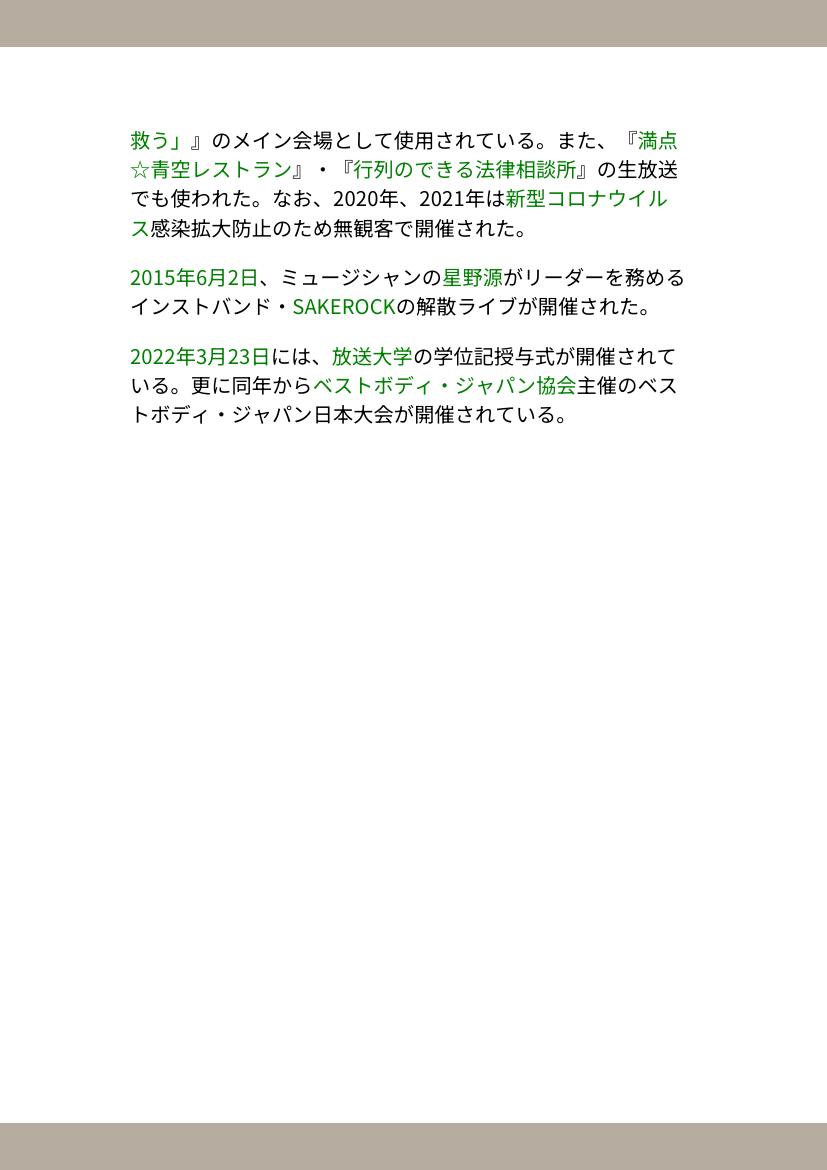 救う」』のメイン会場として使用されている。また、『満点
☆青空レストラン』・『行列のできる法律相談所』の生放送
でも使われた。なお、2020年、2021年は新型コロナウイル
ス感染拡大防止のため無観客で開催された。
2015年6月2日、ミュージシャンの星野源がリーダーを務める
インストバンド・SAKEROCKの解散ライブが開催された。
2022年3月23日には、放送大学の学位記授与式が開催されて
いる。更に同年からベストボディ・ジャパン協会主催のベス
トボディ・ジャパン日本大会が開催されている。